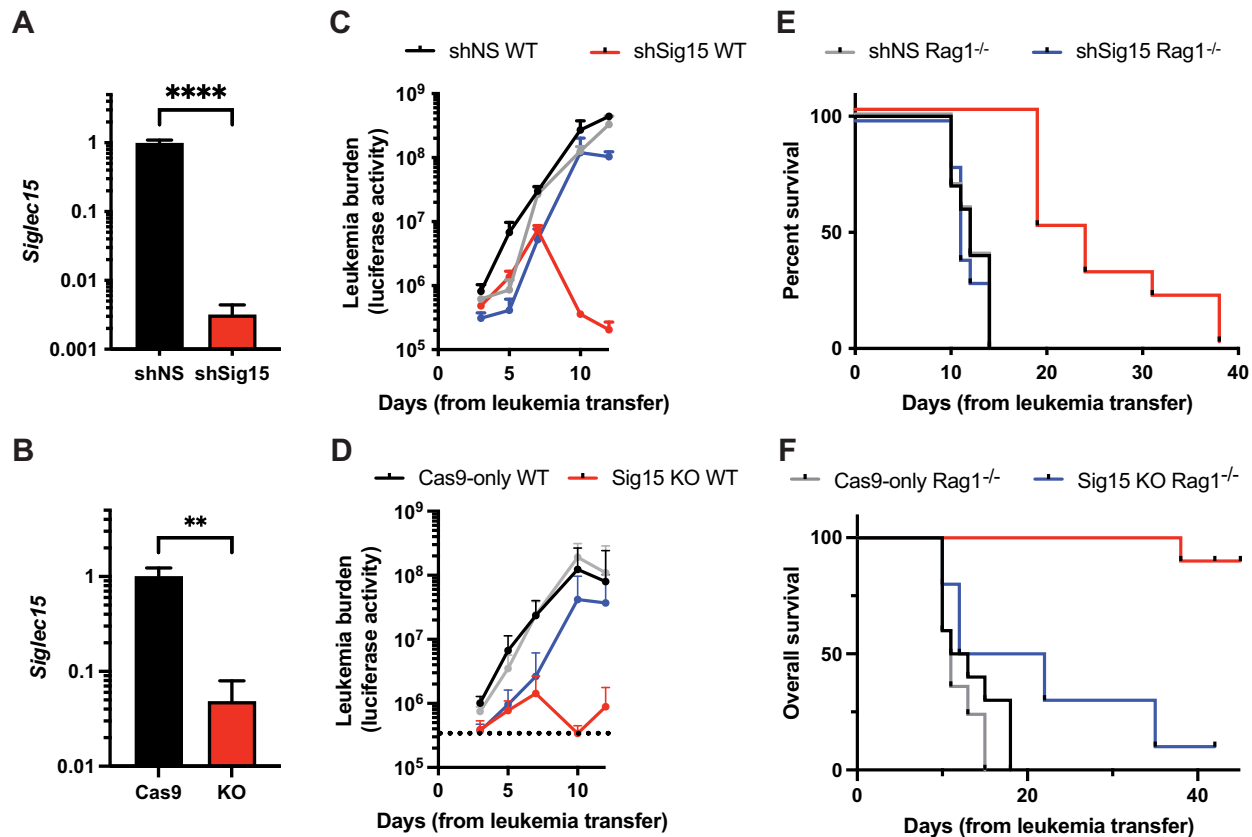 A
****
Siglec15
1
0.1
0.01
0.001
shNS shSig15
C
shNS WT shSig15 WT
Leukemia burden
(luciferase activity)
10^9
10^8
10^7
10^6
10^5
0 5 10
Days (from leukemia transfer)
E
shNS Rag1-/- shSig15 Rag1-/-
Percent survival
100
50
0
0 10 20 30 40
Days (from leukemia transfer)
B
**
Siglec15
1
0.1
0.01
Cas9 KO
D
Cas9-only WT Sig15 KO WT
Leukemia burden
(luciferase activity)
10^9
10^8
10^7
10^6
10^5
0 5 10
Days (from leukemia transfer)
F
Cas9-only Rag1-/- Sig15 KO Rag1-/-
Overall survival
100
50
0
0 20 40
Days (from leukemia transfer)